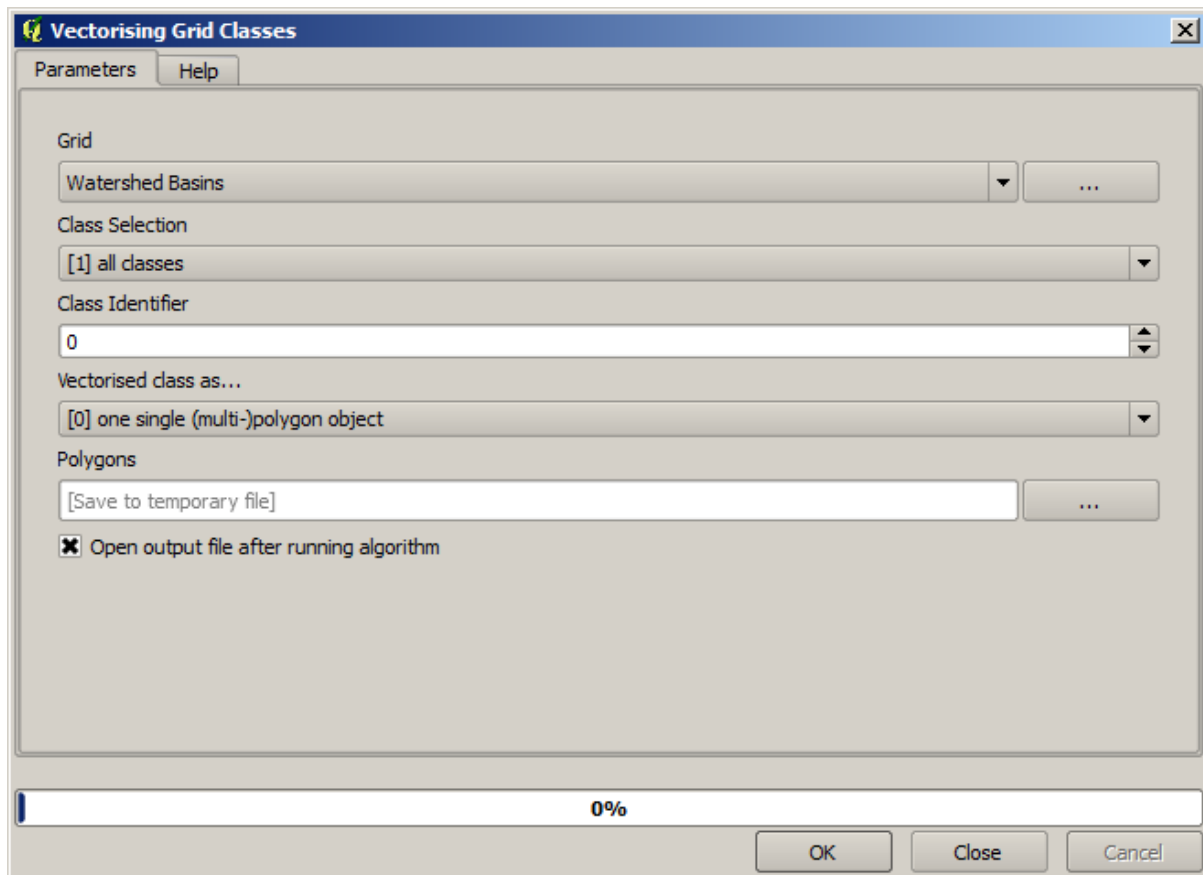 Vectorising Grid Classes
Parameters Help
Grid
Watershed Basins ...
Class Selection
[1] all classes
Class Identifier
0
Vectorised class as...
[0] one single (multi-)polygon object
Polygons
[Save to temporary file] ...
Open output file after running algorithm
0%
OK Close Cancel